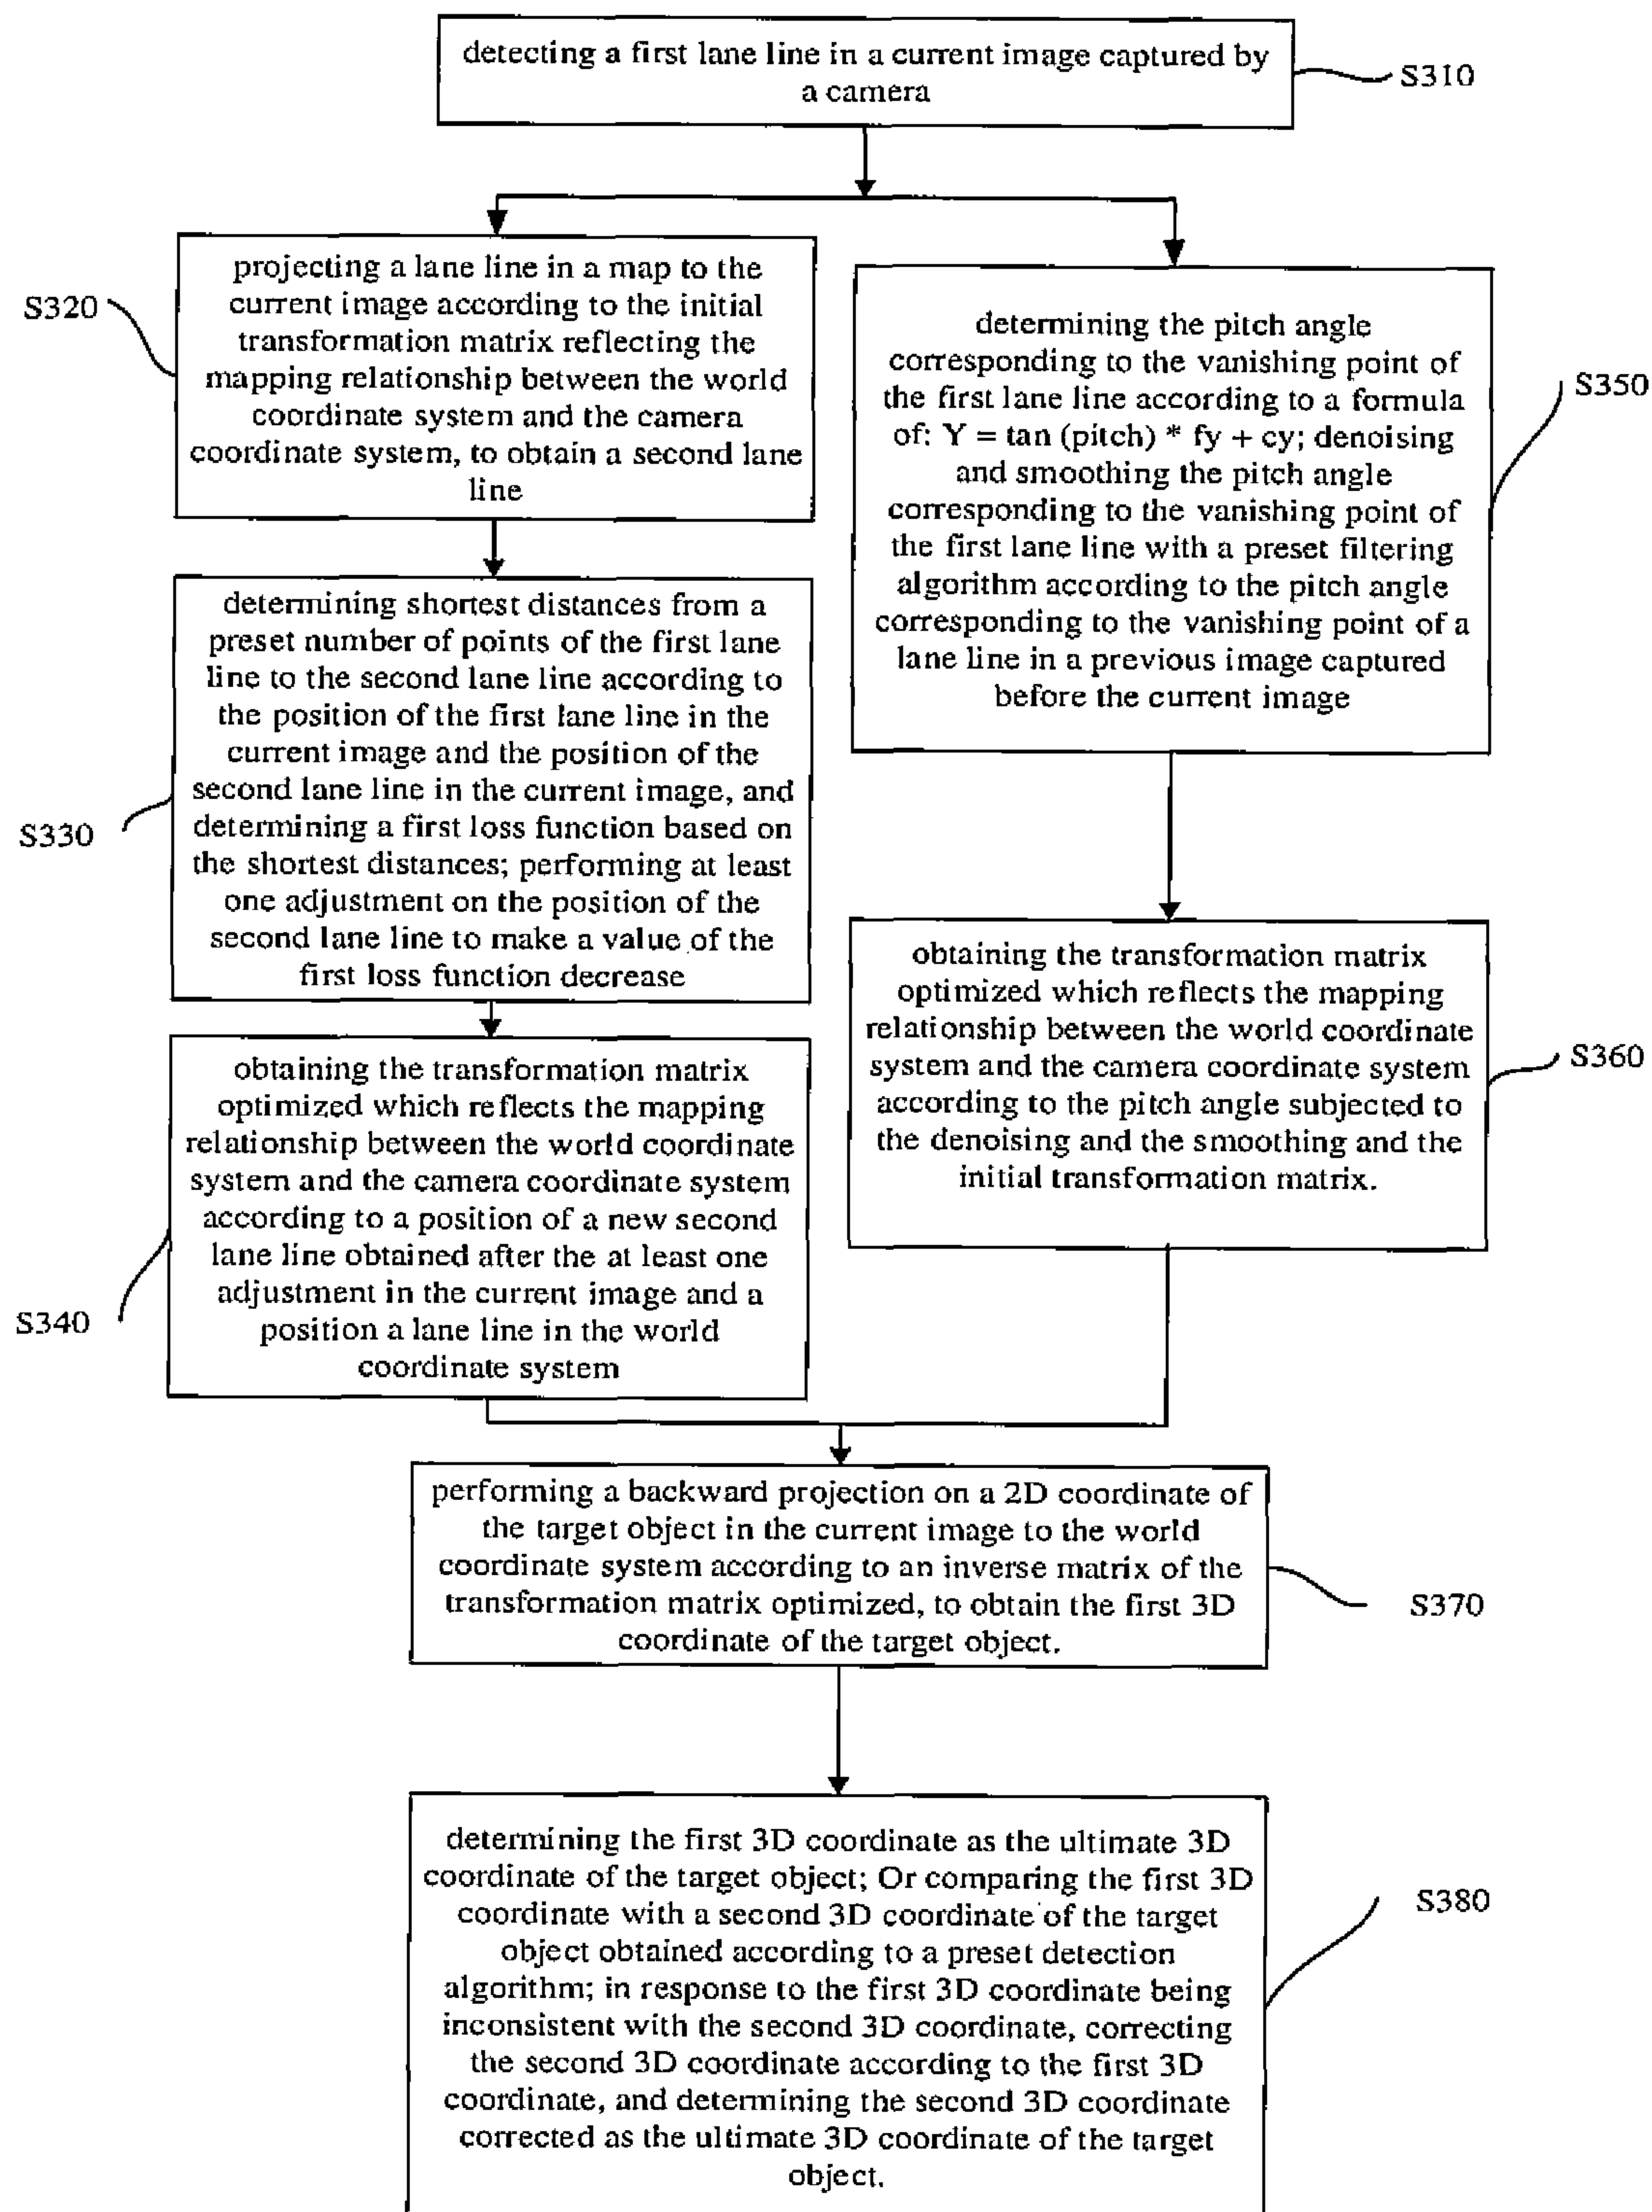 detecting a first lane line in a current image captured by
a camera
S310
projecting a lane line in a map to the
current image according to the initial
transformation matrix reflecting the
mapping relationship between the world
coordinate system and the camera
coordinate system, to obtain a second lane
line
S320
determining shortest distances from a
preset number of points of the first lane
line to the second lane line according to
the position of the first lane line in the
current image and the position of the
second lane line in the current image, and
determining a first loss function based on
the shortest distances; performing at least
one adjustment on the position of the
second lane line to make a value of the
first loss function decrease
S330
obtaining the transformation matrix
optimized which reflects the mapping
relationship between the world coordinate
system and the camera coordinate system
according to a position of a new second
lane line obtained after the at least one
adjustment in the current image and a
position a lane line in the world
coordinate system
S340
determining the pitch angle
corresponding to the vanishing point of
the first lane line according to a formula
of: Y = tan (pitch) * fy + cy; denoising
and smoothing the pitch angle
corresponding to the vanishing point of
the first lane line with a preset filtering
algorithm according to the pitch angle
corresponding to the vanishing point of a
lane line in a previous image captured
before the current image
S350
obtaining the transformation matrix
optimized which reflects the mapping
relationship between the world coordinate
system and the camera coordinate system
according to the pitch angle subjected to
the denoising and the smoothing and the
initial transformation matrix.
S360
performing a backward projection on a 2D coordinate of
the target object in the current image to the world
coordinate system according to an inverse matrix of the
transformation matrix optimized, to obtain the first 3D
coordinate of the target object.
S370
determining the first 3D coordinate as the ultimate 3D
coordinate of the target object; Or comparing the first 3D
coordinate with a second 3D coordinate of the target
object obtained according to a preset detection
algorithm; in response to the first 3D coordinate being
inconsistent with the second 3D coordinate, correcting
the second 3D coordinate according to the first 3D
coordinate, and determining the second 3D coordinate
corrected as the ultimate 3D coordinate of the target
object.
S380